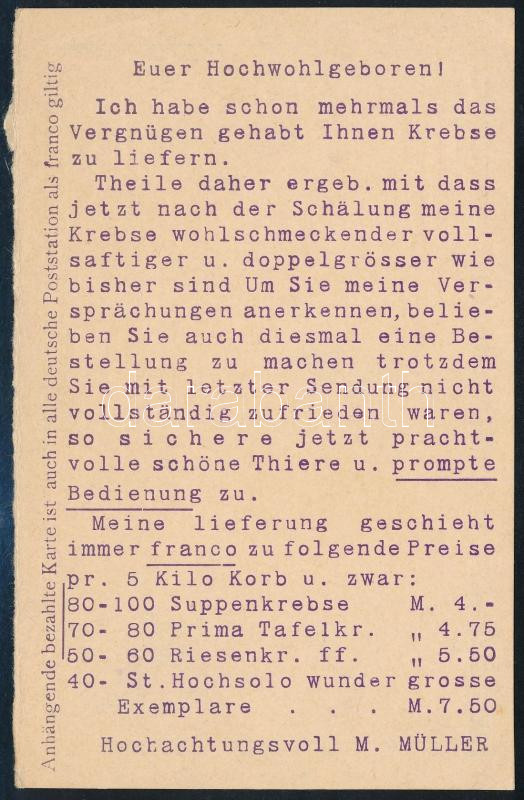 Euer Hochwohlgeboren!
Ich habe schon mehrmals das
Vergnügen gehabt Ihnen Krebse
zu liefern.
Theile daher ergeb. mit dass
jetzt nach der Schälung meine
Krebse wohlschmeckender voll-
saftiger u. doppelgrösser wie
bisher sind Um Sie meine Ver-
sprächungen anerkennen, belie-
ben Sie auch diesmal eine Be-
stellung zu machen trotzdem
Sie mit letzter Sendung nicht
vollständig zufrieden waren,
so sichere jetzt pracht-
volle schöne Thiere u. prompte
Bedienung zu.
Meine lieferung geschieht
immer franco zu folgende Preise
pr. 5 Kilo Korb u. zwar:
80-100 Suppenkrebse M. 4.-
70- 80 Prima Tafelkr. „ 4.75
50- 60 Riesenkr. ff. „ 5.50
40- St. Hochsolo wunder grosse
Exemplare . . . M. 7.50
Hochachtungsvoll M. MÜLLER
Anhängende bezahlte Karte ist auch in alle deutsche Poststation als franco giltig
darabanth